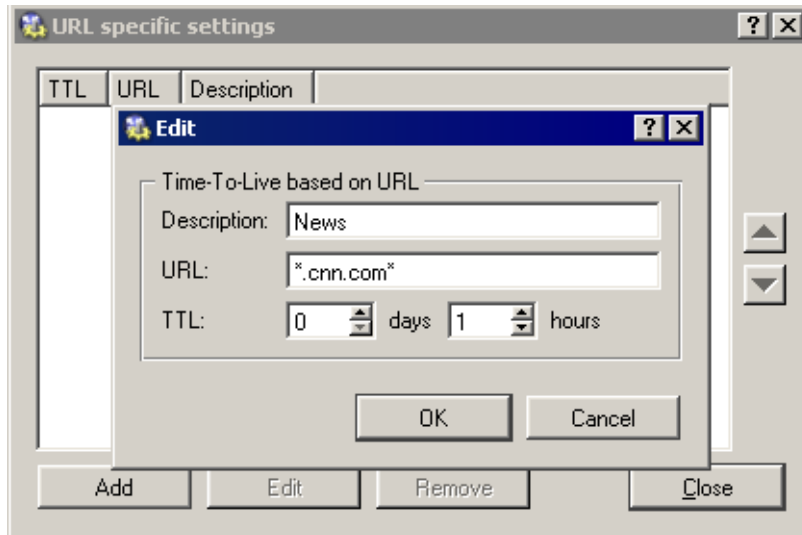 URL specific settings
TTL URL Description
Edit
Time-To-Live based on URL
Description: News
URL: *.cnn.com*
TTL: 0 days 1 hours
OK Cancel
Add Edit Remove Close